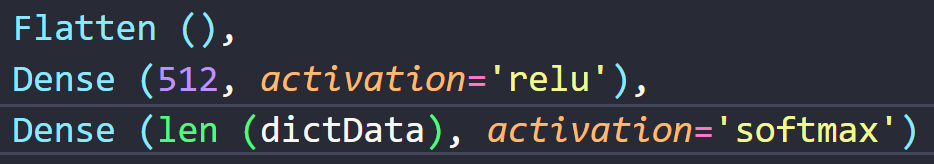 Flatten (),
Dense (512, activation='relu'),
Dense (len (dictData), activation='softmax')